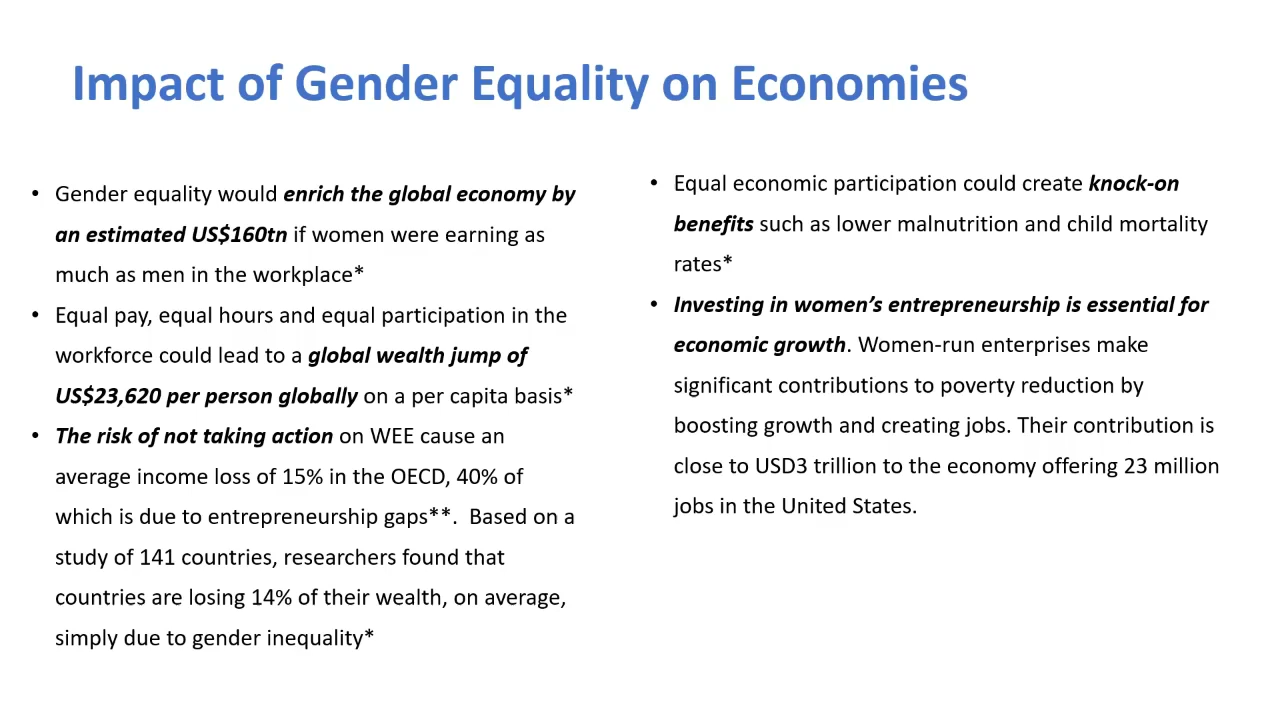 Impact of Gender Equality on Economies
• Gender equality would enrich the global economy by
an estimated US$160tn if women were earning as
much as men in the workplace*
• Equal pay, equal hours and equal participation in the
workforce could lead to a global wealth jump of
US$23,620 per person globally on a per capita basis*
• The risk of not taking action on WEE cause an
average income loss of 15% in the OECD, 40% of
which is due to entrepreneurship gaps**.  Based on a
study of 141 countries, researchers found that
countries are losing 14% of their wealth, on average,
simply due to gender inequality*
• Equal economic participation could create knock-on
benefits such as lower malnutrition and child mortality
rates*
• Investing in women’s entrepreneurship is essential for
economic growth. Women-run enterprises make
significant contributions to poverty reduction by
boosting growth and creating jobs. Their contribution is
close to USD3 trillion to the economy offering 23 million
jobs in the United States.